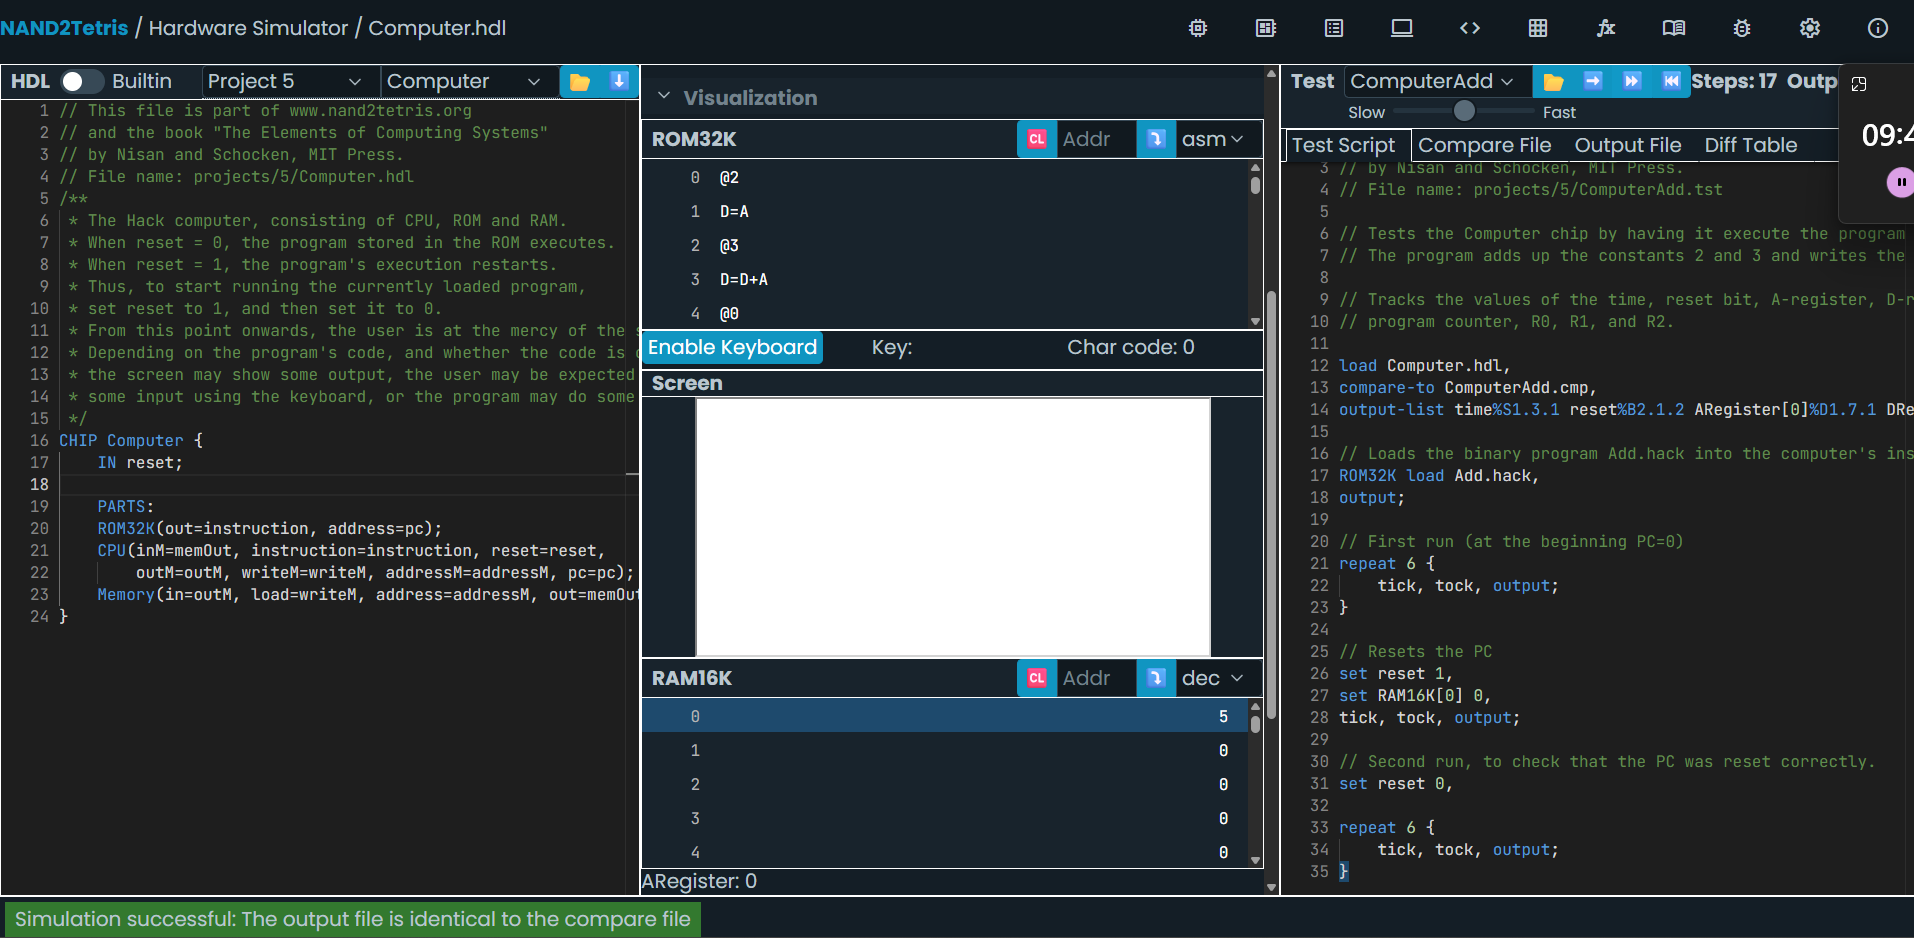 NAND2Tetris / Hardware Simulator / Computer.hdl
HDL Builtin Project 5 Computer
1 // This file is part of www.nand2tetris.org
2 // and the book "The Elements of Computing Systems"
3 // by Nisan and Schocken, MIT Press.
4 // File name: projects/5/Computer.hdl
5 /**
6 * The Hack computer, consisting of CPU, ROM and RAM.
7 * When reset = 0, the program stored in the ROM executes.
8 * When reset = 1, the program's execution restarts.
9 * Thus, to start running the currently loaded program,
10 * set reset to 1, and then set it to 0.
11 * From this point onwards, the user is at the mercy of the s
12 * Depending on the program's code, and whether the code is
13 * the screen may show some output, the user may be expected
14 * some input using the keyboard, or the program may do some
15 */
16 CHIP Computer {
17 IN reset;
18
19 PARTS:
20 ROM32K(out=instruction, address=pc);
21 CPU(inM=memOut, instruction=instruction, reset=reset,
22 outM=outM, writeM=writeM, addressM=addressM, pc=pc);
23 Memory(in=outM, load=writeM, address=addressM, out=memOut
24 }
Visualization
ROM32K CL Addr asm
0 @2
1 D=A
2 @3
3 D=D+A
4 @0
Enable Keyboard Key: Char code: 0
Screen
RAM16K CL Addr dec
0 5
1 0
2 0
3 0
4 0
ARegister: 0
Test ComputerAdd Steps: 17 Outp
Slow Fast
Test Script Compare File Output File Diff Table
3 // by Nisan and Schocken, MIT Press.
4 // File name: projects/5/ComputerAdd.tst
5
6 // Tests the Computer chip by having it execute the program
7 // The program adds up the constants 2 and 3 and writes the
8
9 // Tracks the values of the time, reset bit, A-register, D-r
10 // program counter, R0, R1, and R2.
11
12 load Computer.hdl,
13 compare-to ComputerAdd.cmp,
14 output-list time%S1.3.1 reset%B2.1.2 ARegister[0]%D1.7.1 DRe
15
16 // Loads the binary program Add.hack into the computer's ins
17 ROM32K load Add.hack,
18 output;
19
20 // First run (at the beginning PC=0)
21 repeat 6 {
22 tick, tock, output;
23 }
24
25 // Resets the PC
26 set reset 1,
27 set RAM16K[0] 0,
28 tick, tock, output;
29
30 // Second run, to check that the PC was reset correctly.
31 set reset 0,
32
33 repeat 6 {
34 tick, tock, output;
35 }
09:4
Simulation successful: The output file is identical to the compare file